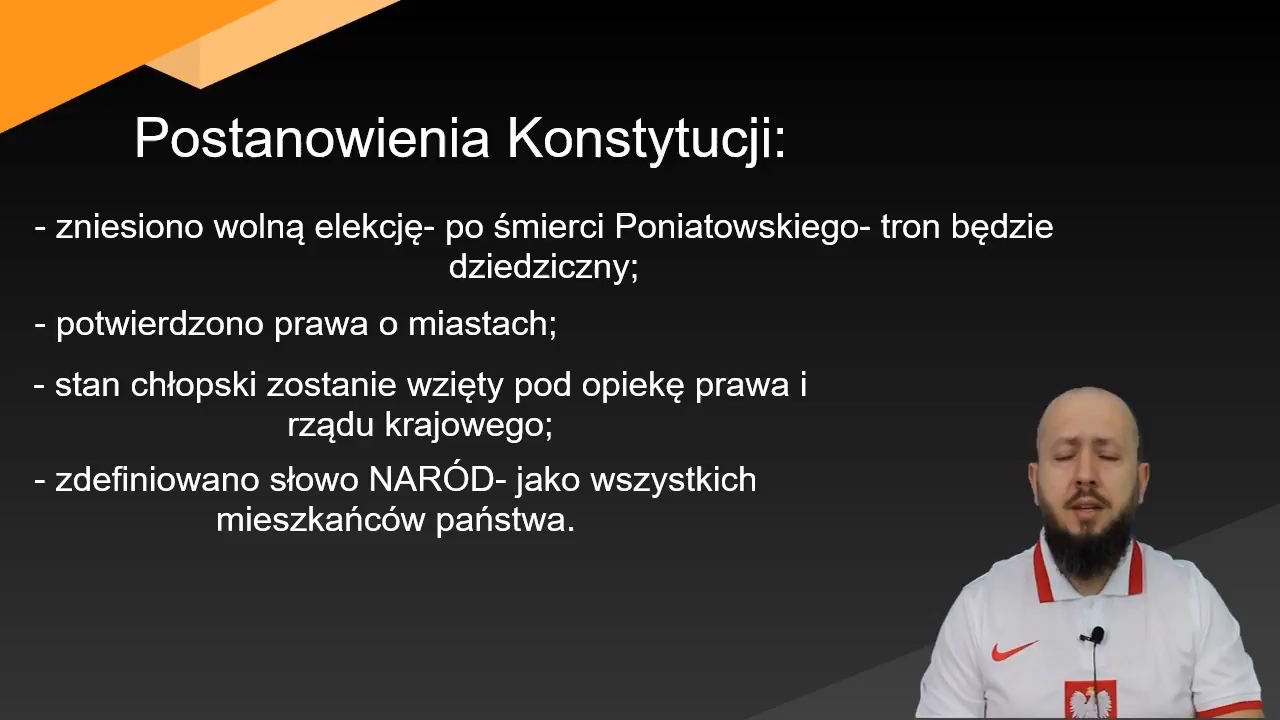 Postanowienia Konstytucji:
- zniesiono wolną elekcję- po śmierci Poniatowskiego- tron będzie
dziedziczny;
- potwierdzono prawa o miastach;
- stan chłopski zostanie wzięty pod opiekę prawa i
rządu krajowego;
- zdefiniowano słowo NARÓD- jako wszystkich
mieszkańców państwa.